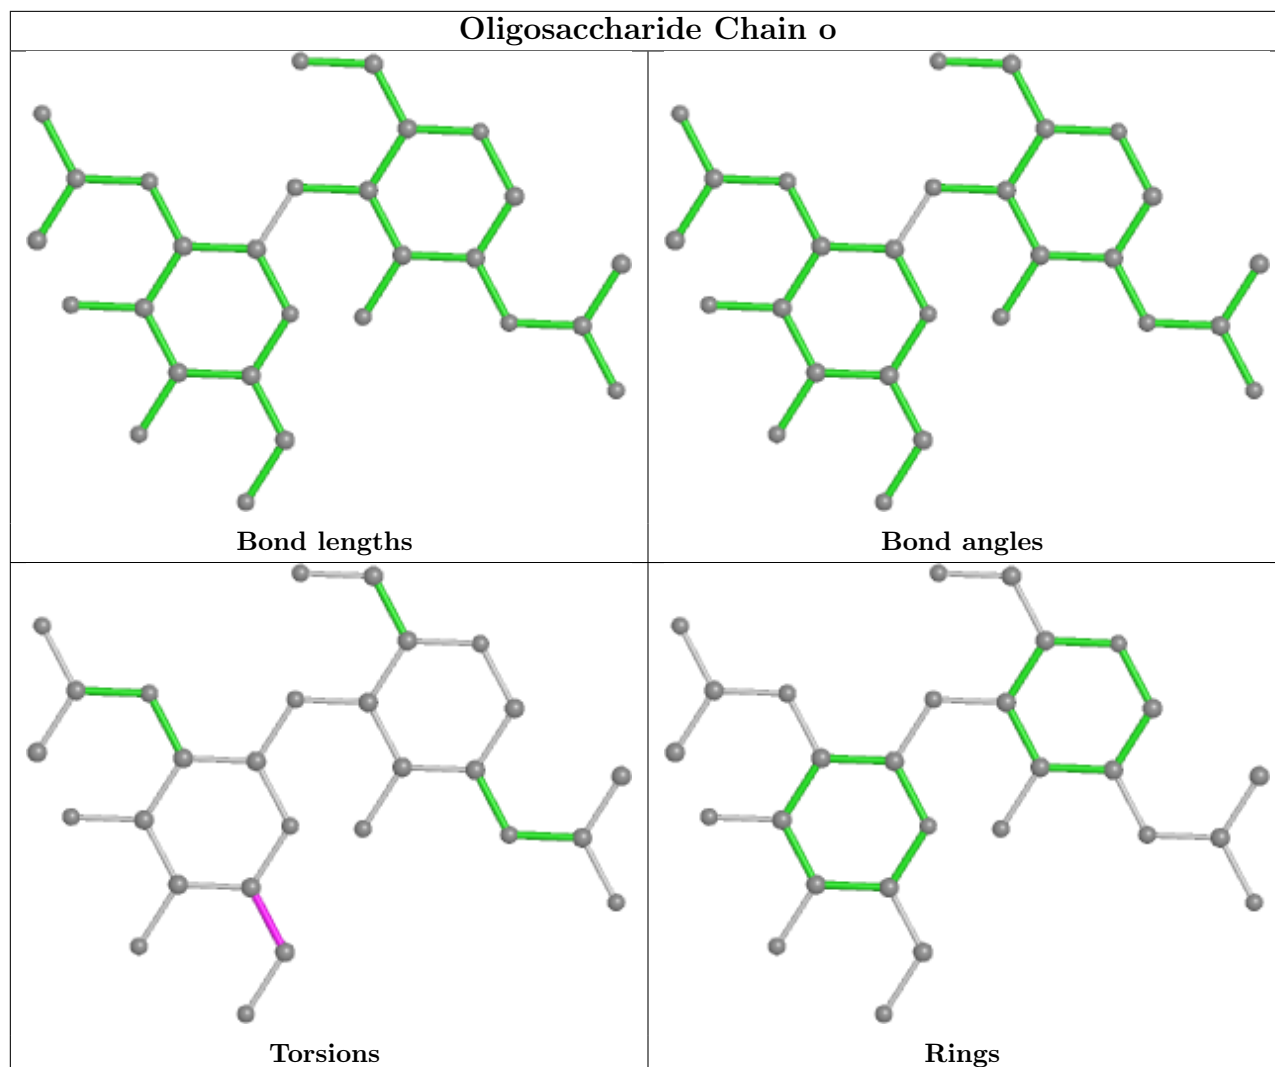 Oligosaccharide Chain o
Bond lengths
Bond angles
Torsions
Rings